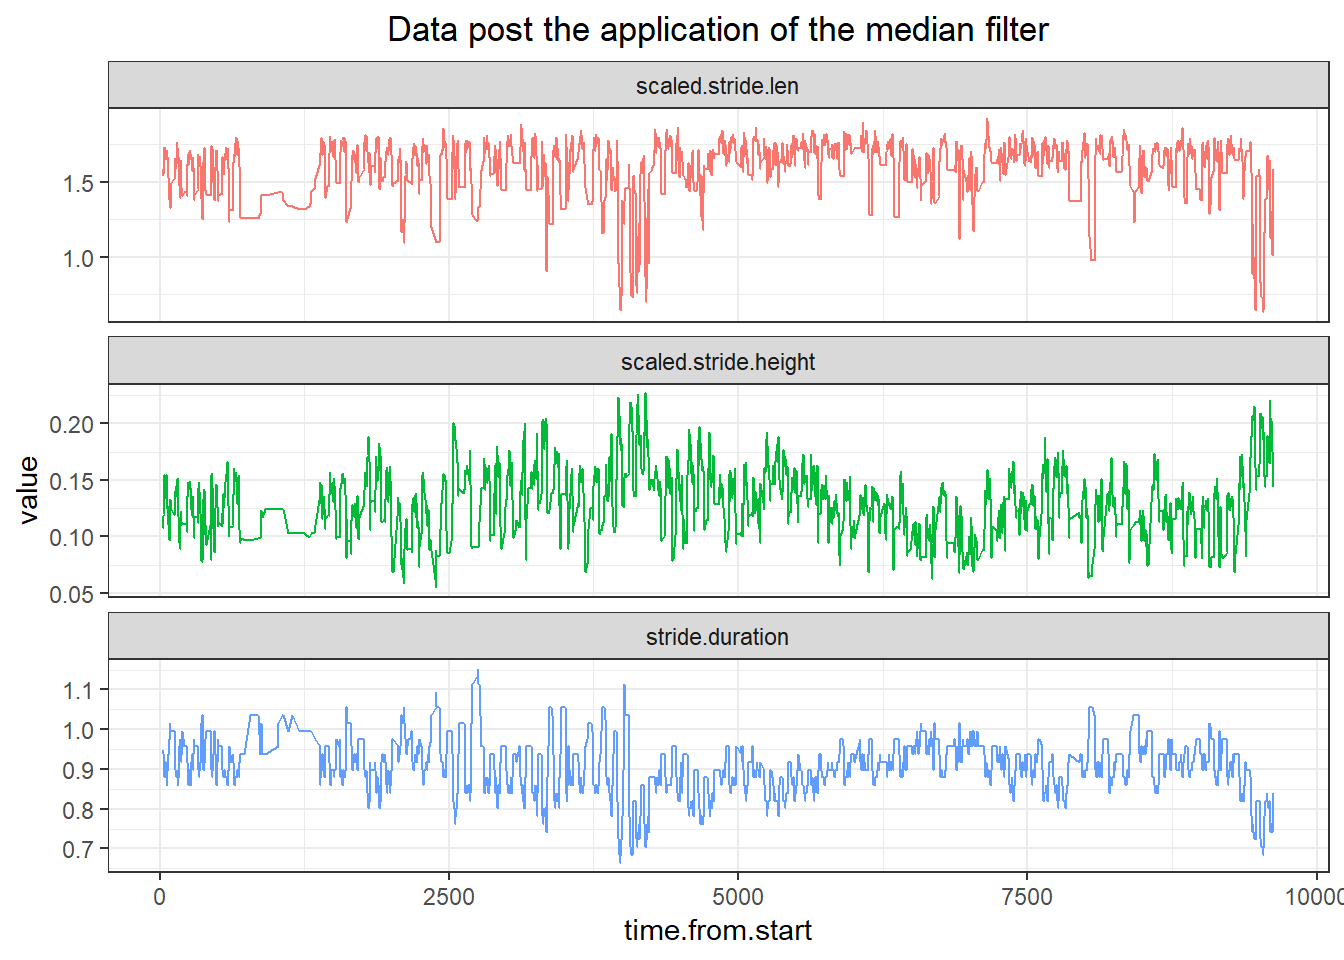 Data post the application of the median filter
scaled.stride.len
1.5
1.0
scaled.stride.height
0.20
0.15
0.10
0.05
value
stride.duration
1.1
1.0
0.9
0.8
0.7
0 2500 5000 7500 10000
time.from.start